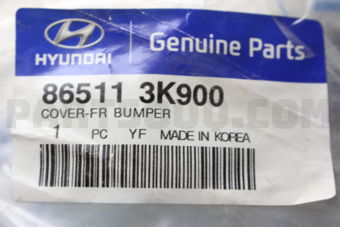 HYUNDAI
Genuine Parts
86511 3K900
COVER-FR BUMPER
1 PC YF MADE IN KOREA